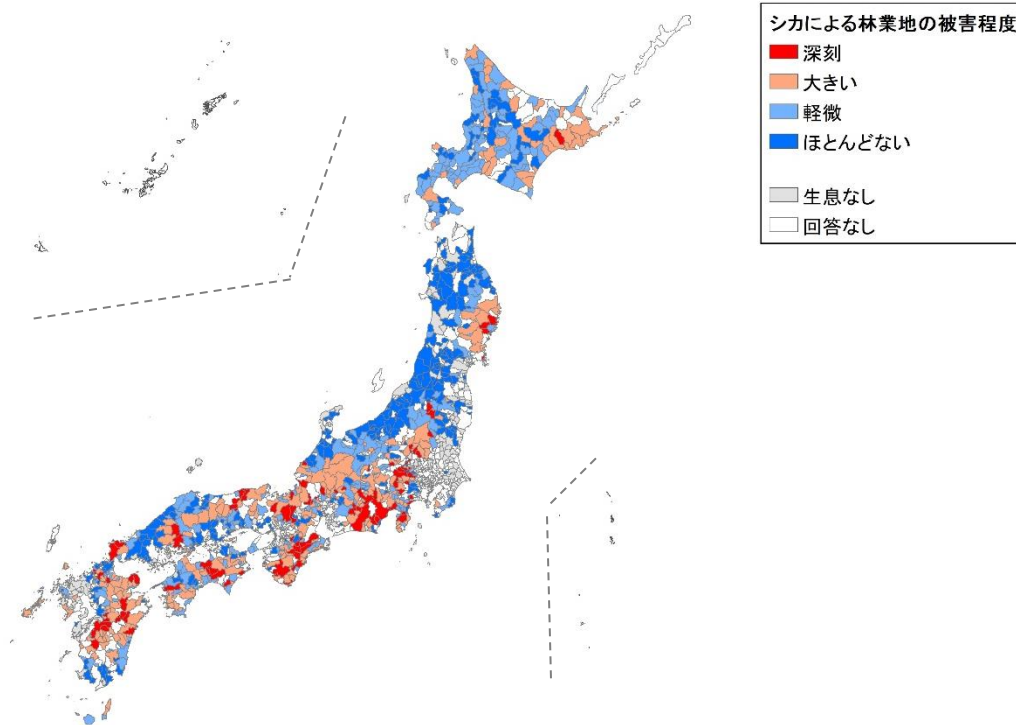 シカによる林業地の被害程度
深刻
大きい
軽微
ほとんどない
生息なし
回答なし